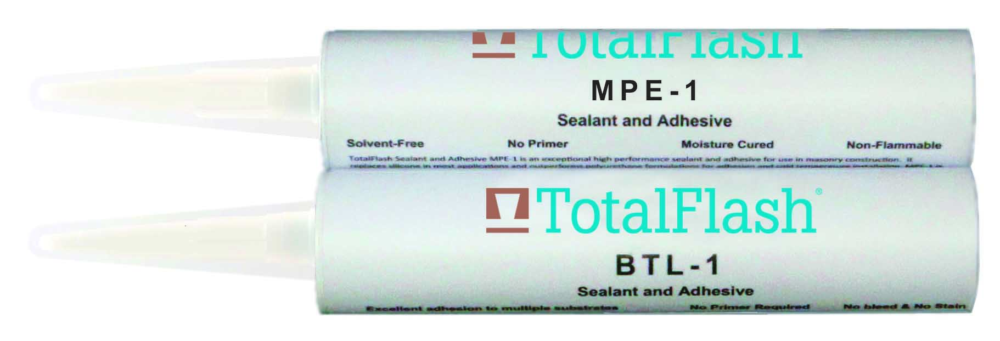 TotalFlash
MPE-1
Sealant and Adhesive
Solvent-Free No Primer Moisture Cured Non-Flammable
TotalFlash Sealant and Adhesive MPE-1 is an exceptional high performance sealant and adhesive for use in masonry construction. It
replaces silicone in most applications and outperforms polyurethane formulations for adhesion and cold temperature installation. MPE-1 is
TotalFlash®
BTL-1
Sealant and Adhesive
Excellent adhesion to multiple substrates No Primer Required No bleed & No Stain